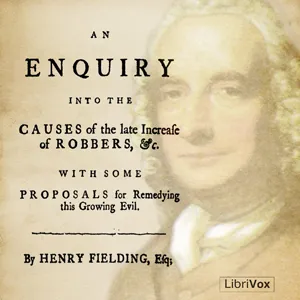 AN
ENQUIRY
INTO THE
CAUSES of the late Increaſe
of ROBBERS, &c.
WITH SOME
PROPOSALS for Remedying
this Growing Evil.
By HENRY FIELDING, Eſq;
LibriVox